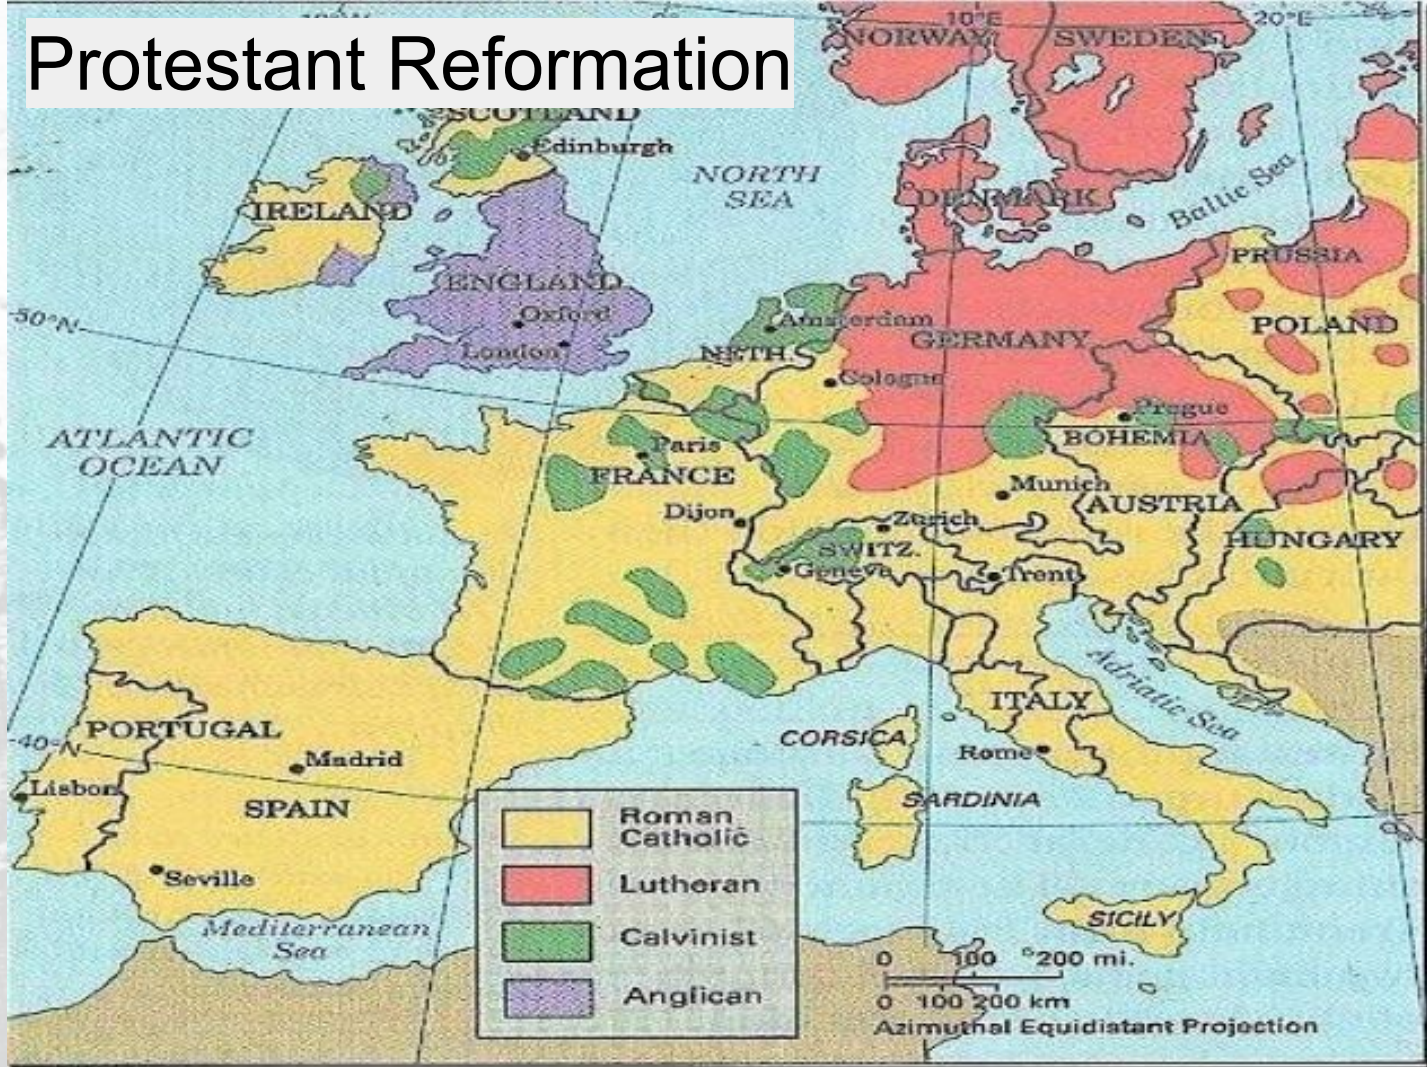 Protestant Reformation
10°E
20°E
NORWAY
SWEDEN
SCOTLAND
Edinburgh
NORTH
SEA
DENMARK
Baltic Sea
IRELAND
ENGLAND
Oxford
London
PRUSSIA
50°N
Amsterdam
NETH.
GERMANY
POLAND
Cologne
ATLANTIC
OCEAN
Prague
BOHEMIA
Paris
FRANCE
Dijon
Munich
AUSTRIA
Zurich
SWITZ.
Geneva
Trent
HUNGARY
Adriatic Sea
ITALY
PORTUGAL
40°N
Madrid
Lisbon
SPAIN
Seville
CORSICA
Rome
SARDINIA
Mediterranean
Sea
SICILY
Roman
Catholic
Lutheran
Calvinist
Anglican
0 100 200 mi.
0 100 200 km
Azimuthal Equidistant Projection